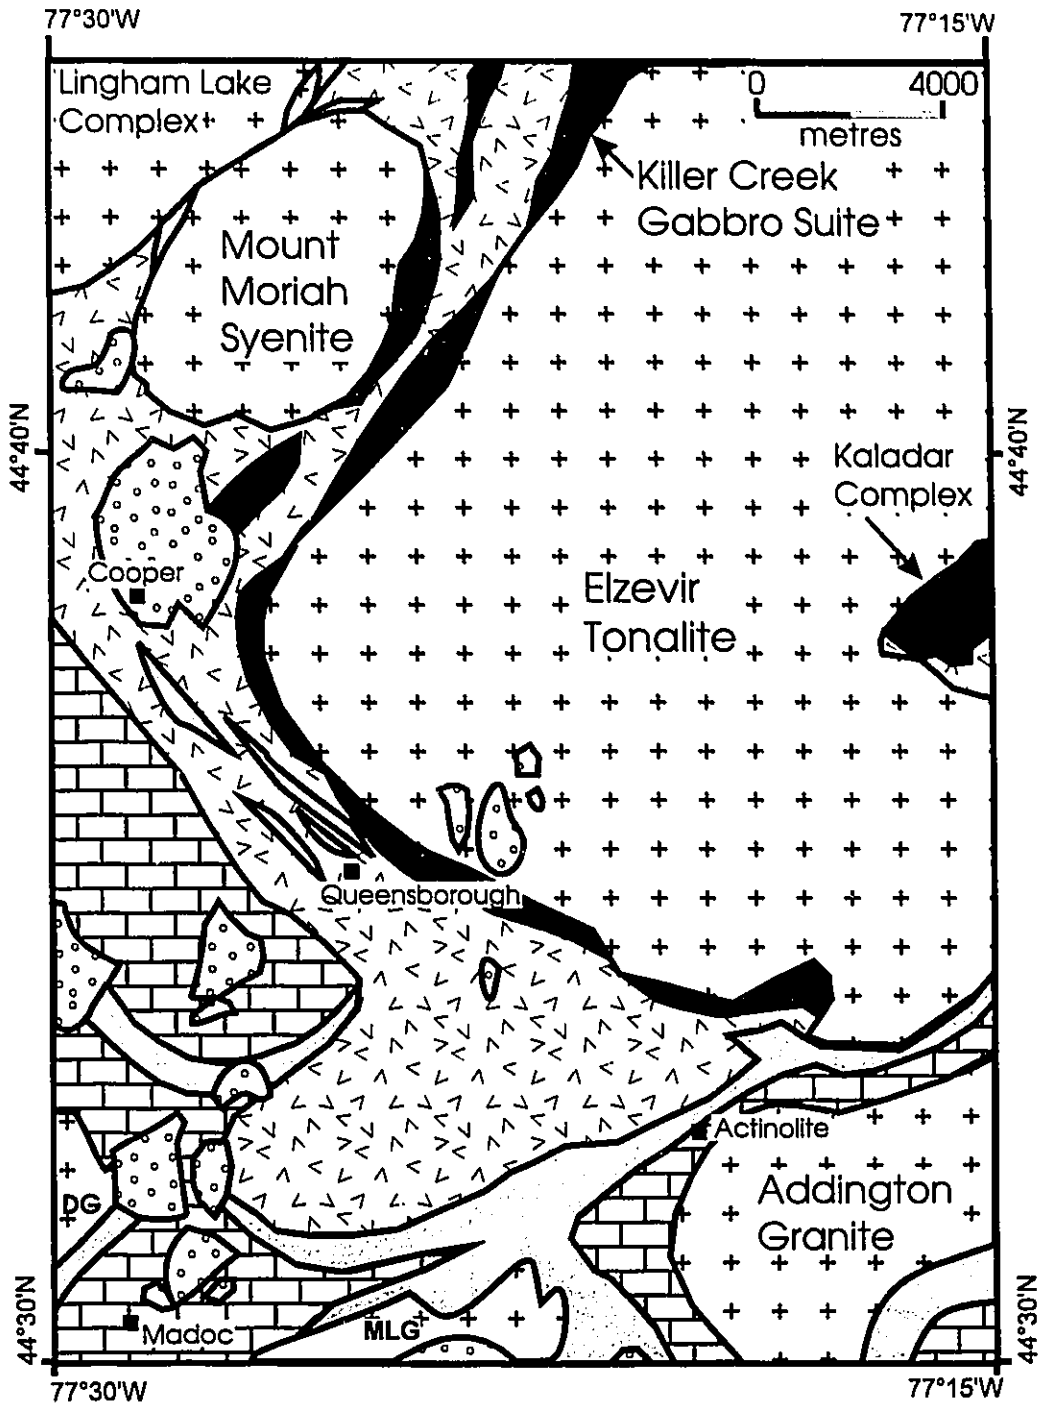 77°30'W
77°15'W
Lingham Lake
Complex
0 4000
metres
Killer Creek
Gabbro Suite
Mount
Moriah
Syenite
44°40'N
44°40'N
Kaladar
Complex
Cooper
Elzevir
Tonalite
Queensborough
Actinolite
DG
Addington
Granite
MLG
Madoc
44°30'N
44°30'N
77°30'W
77°15'W